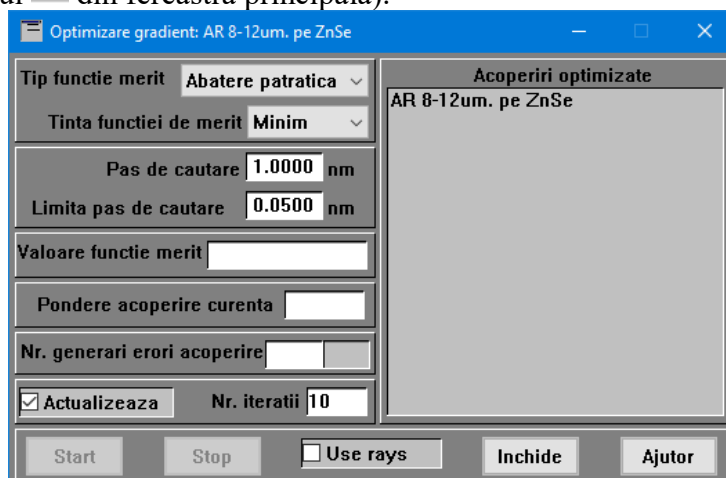 din fereastra principală).
Optimizare gradient: AR 8-12um. pe ZnSe
Tip functie merit Abatere patratica
Tinta functiei de merit Minim
Pas de cautare 1.0000 nm
Limita pas de cautare 0.0500 nm
Valoare functie merit
Pondere acoperire curenta
Nr. generari erori acoperire
Actualizeaza Nr. iteratii 10
Acoperiri optimizate
AR 8-12um. pe ZnSe
Start Stop Use rays Inchide Ajutor